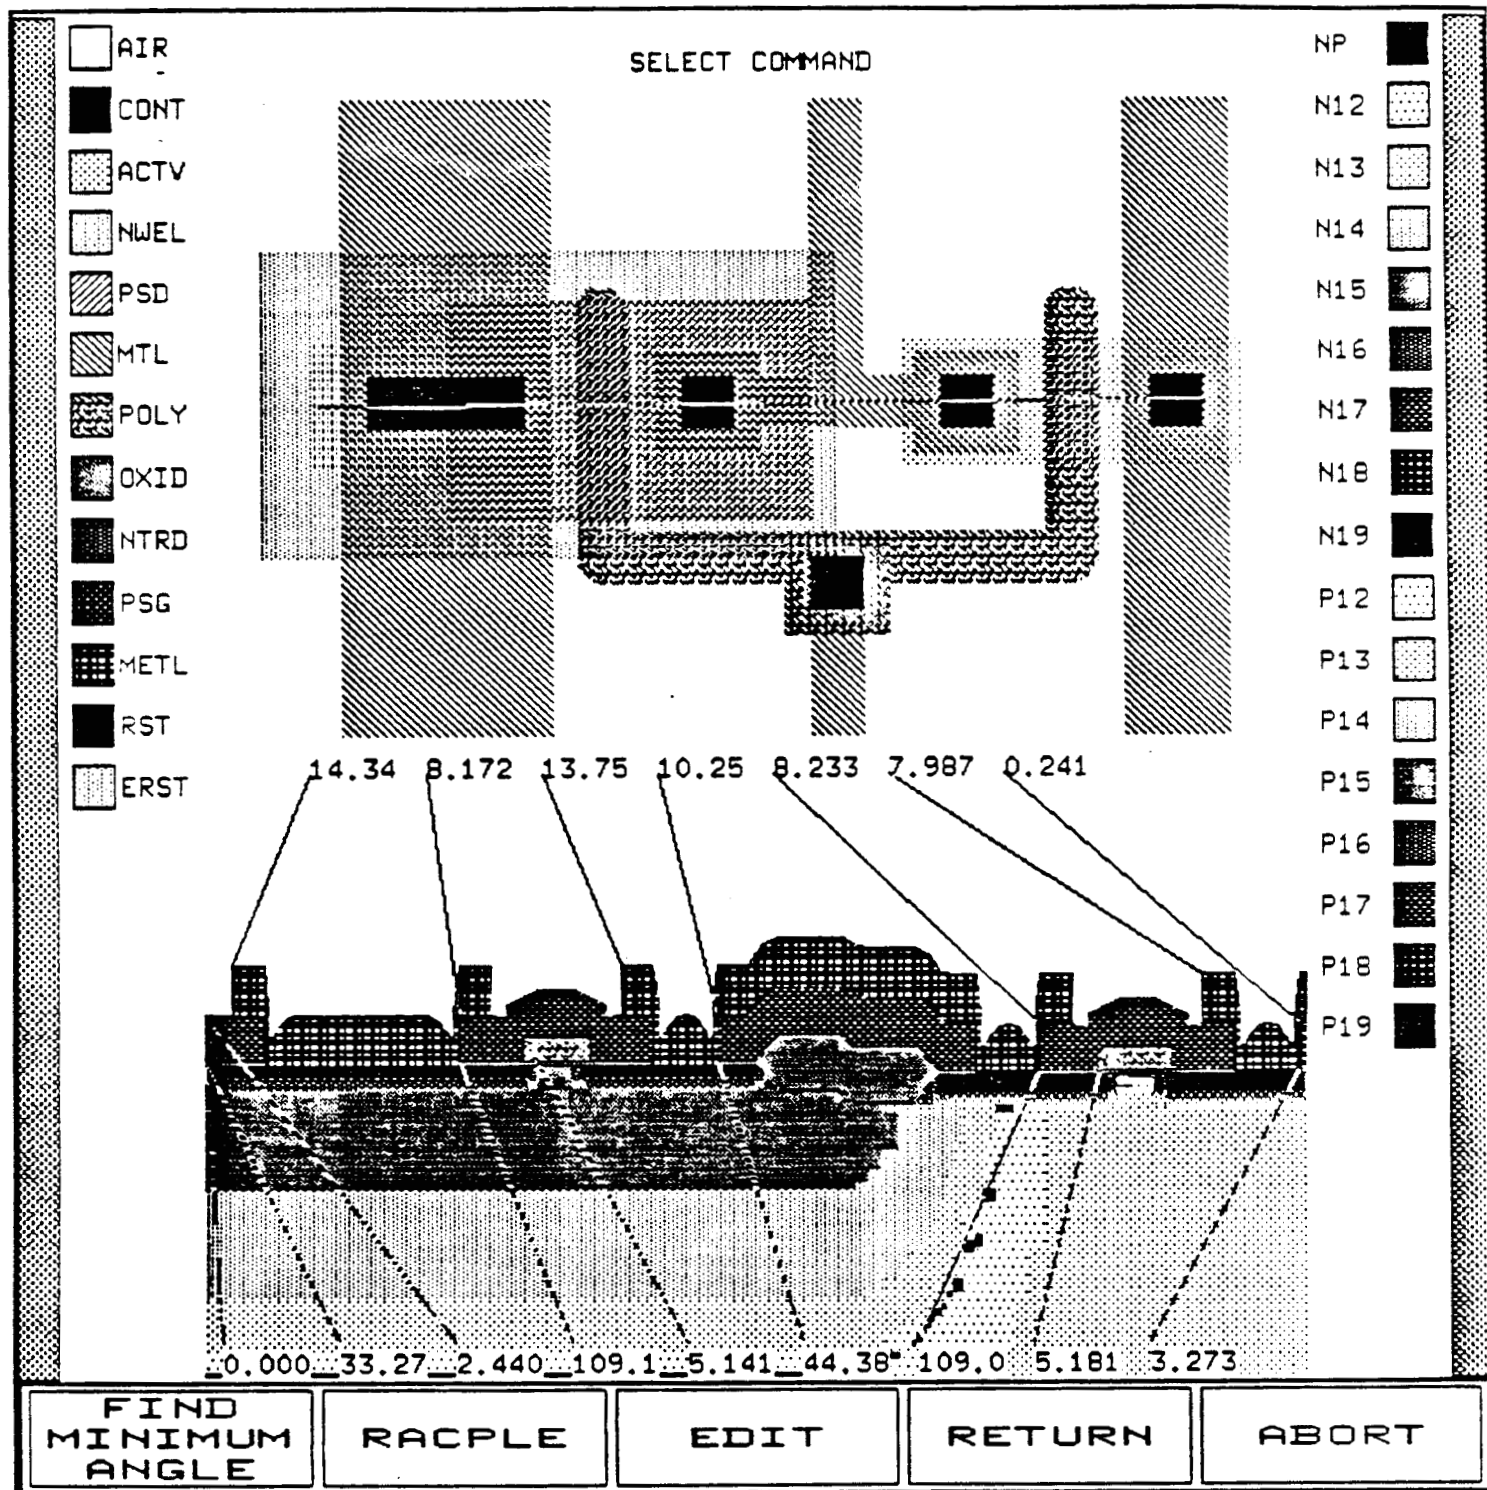 SELECT COMMAND
AIR
CONT
ACTV
NWEL
PSD
MTL
POLY
OXID
NTRD
PSG
METL
RST
ERST
NP
N12
N13
N14
N15
N16
N17
N18
N19
P12
P13
P14
P15
P16
P17
P18
P19
14.34 8.172 13.75 10.25 8.233 7.987 0.241
0.000 33.27 2.440 109.1 5.141 44.38 109.0 5.181 3.273
FIND MINIMUM ANGLE
RACPLE
EDIT
RETURN
ABORT